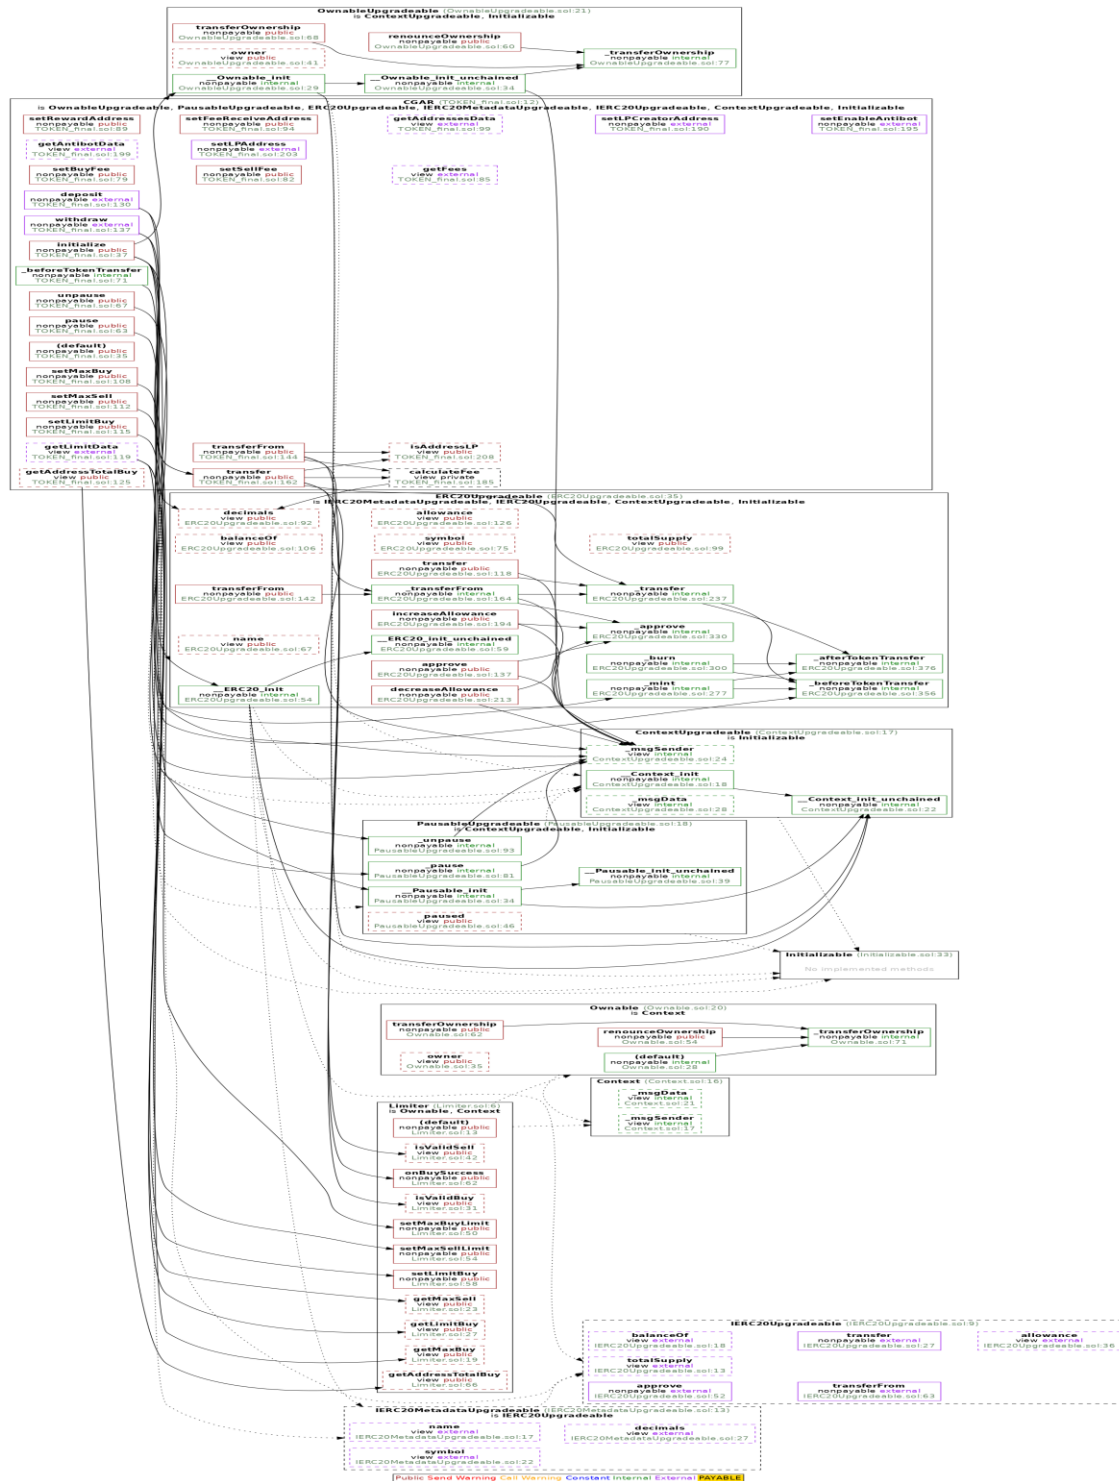 OwnableUpgradeable (OwnableUpgradeable.sol:21)
is ContextUpgradeable, Initializable
transferOwnership
nonpayable public
OwnableUpgradeable.sol:68
renounceOwnership
nonpayable public
OwnableUpgradeable.sol:60
_transferOwnership
nonpayable internal
OwnableUpgradeable.sol:77
owner
view public
OwnableUpgradeable.sol:41
__Ownable_init
nonpayable internal
OwnableUpgradeable.sol:29
__Ownable_init_unchained
nonpayable internal
OwnableUpgradeable.sol:34
CGAR (TOKEN_final.sol:12)
is OwnableUpgradeable, PausableUpgradeable, ERC20Upgradeable, IERC20MetadataUpgradeable, IERC20Upgradeable, ContextUpgradeable, Initializable
setRewardAddress
nonpayable public
TOKEN_final.sol:89
setFeeReceiveAddress
nonpayable public
TOKEN_final.sol:94
getAddressesData
view external
TOKEN_final.sol:99
setLPCreatorAddress
nonpayable external
TOKEN_final.sol:190
setEnableAntibot
nonpayable external
TOKEN_final.sol:195
getAntibotData
view external
TOKEN_final.sol:199
setLPAddress
nonpayable external
TOKEN_final.sol:203
setBuyFee
nonpayable public
TOKEN_final.sol:79
setSellFee
nonpayable public
TOKEN_final.sol:82
getFees
view external
TOKEN_final.sol:85
deposit
nonpayable external
TOKEN_final.sol:130
withdraw
nonpayable external
TOKEN_final.sol:137
initialize
nonpayable public
TOKEN_final.sol:37
_beforeTokenTransfer
nonpayable internal
TOKEN_final.sol:71
unpause
nonpayable public
TOKEN_final.sol:67
pause
nonpayable public
TOKEN_final.sol:63
(default)
nonpayable public
TOKEN_final.sol:35
setMaxBuy
nonpayable public
TOKEN_final.sol:108
setMaxSell
nonpayable public
TOKEN_final.sol:112
setLimitBuy
nonpayable public
TOKEN_final.sol:115
getLimitData
view external
TOKEN_final.sol:119
transferFrom
nonpayable public
TOKEN_final.sol:144
isAddressLP
view public
TOKEN_final.sol:208
getAddressTotalBuy
view public
TOKEN_final.sol:125
transfer
nonpayable public
TOKEN_final.sol:162
calculateFee
view private
TOKEN_final.sol:185
ERC20Upgradeable (ERC20Upgradeable.sol:35)
is IERC20MetadataUpgradeable, IERC20Upgradeable, ContextUpgradeable, Initializable
decimals
view public
ERC20Upgradeable.sol:92
allowance
view public
ERC20Upgradeable.sol:126
balanceOf
view public
ERC20Upgradeable.sol:106
symbol
view public
ERC20Upgradeable.sol:75
totalSupply
view public
ERC20Upgradeable.sol:99
transfer
nonpayable public
ERC20Upgradeable.sol:118
transferFrom
nonpayable public
ERC20Upgradeable.sol:142
_transferFrom
nonpayable internal
ERC20Upgradeable.sol:164
_transfer
nonpayable internal
ERC20Upgradeable.sol:237
increaseAllowance
nonpayable public
ERC20Upgradeable.sol:194
_approve
nonpayable internal
ERC20Upgradeable.sol:330
name
view public
ERC20Upgradeable.sol:67
__ERC20_init_unchained
nonpayable internal
ERC20Upgradeable.sol:59
_burn
nonpayable internal
ERC20Upgradeable.sol:300
_afterTokenTransfer
nonpayable internal
ERC20Upgradeable.sol:376
approve
nonpayable public
ERC20Upgradeable.sol:137
__ERC20_init
nonpayable internal
ERC20Upgradeable.sol:54
decreaseAllowance
nonpayable public
ERC20Upgradeable.sol:213
_mint
nonpayable internal
ERC20Upgradeable.sol:277
_beforeTokenTransfer
nonpayable internal
ERC20Upgradeable.sol:356
ContextUpgradeable (ContextUpgradeable.sol:17)
is Initializable
_msgSender
view internal
ContextUpgradeable.sol:24
__Context_init
nonpayable internal
ContextUpgradeable.sol:18
_msgData
view internal
ContextUpgradeable.sol:28
__Context_init_unchained
nonpayable internal
ContextUpgradeable.sol:22
PausableUpgradeable (PausableUpgradeable.sol:18)
is ContextUpgradeable, Initializable
_unpause
nonpayable internal
PausableUpgradeable.sol:93
_pause
nonpayable internal
PausableUpgradeable.sol:81
__Pausable_init_unchained
nonpayable internal
PausableUpgradeable.sol:39
__Pausable_init
nonpayable internal
PausableUpgradeable.sol:34
paused
view public
PausableUpgradeable.sol:46
Initializable (Initializable.sol:33)
No implemented methods
Ownable (Ownable.sol:20)
is Context
transferOwnership
nonpayable public
Ownable.sol:62
renounceOwnership
nonpayable public
Ownable.sol:54
_transferOwnership
nonpayable internal
Ownable.sol:71
owner
view public
Ownable.sol:35
(default)
nonpayable internal
Ownable.sol:28
Context (Context.sol:16)
_msgData
view internal
Context.sol:21
_msgSender
view internal
Context.sol:17
Limiter (Limiter.sol:6)
is Ownable, Context
(default)
nonpayable public
Limiter.sol:13
isValidSell
view public
Limiter.sol:42
onBuySuccess
nonpayable public
Limiter.sol:62
isValidBuy
view public
Limiter.sol:31
setMaxBuyLimit
nonpayable public
Limiter.sol:50
setMaxSellLimit
nonpayable public
Limiter.sol:54
setLimitBuy
nonpayable public
Limiter.sol:58
getMaxSell
view public
Limiter.sol:23
getLimitBuy
view public
Limiter.sol:27
getMaxBuy
view public
Limiter.sol:19
getAddressTotalBuy
view public
Limiter.sol:66
IERC20Upgradeable (IERC20Upgradeable.sol:9)
balanceOf
view external
IERC20Upgradeable.sol:18
transfer
nonpayable external
IERC20Upgradeable.sol:27
allowance
view external
IERC20Upgradeable.sol:36
totalSupply
view external
IERC20Upgradeable.sol:13
approve
nonpayable external
IERC20Upgradeable.sol:52
transferFrom
nonpayable external
IERC20Upgradeable.sol:63
IERC20MetadataUpgradeable (IERC20MetadataUpgradeable.sol:13)
is IERC20Upgradeable
name
view external
IERC20MetadataUpgradeable.sol:17
decimals
view external
IERC20MetadataUpgradeable.sol:27
symbol
view external
IERC20MetadataUpgradeable.sol:22
Public Send Warning Call Warning Constant Internal External PAYABLE